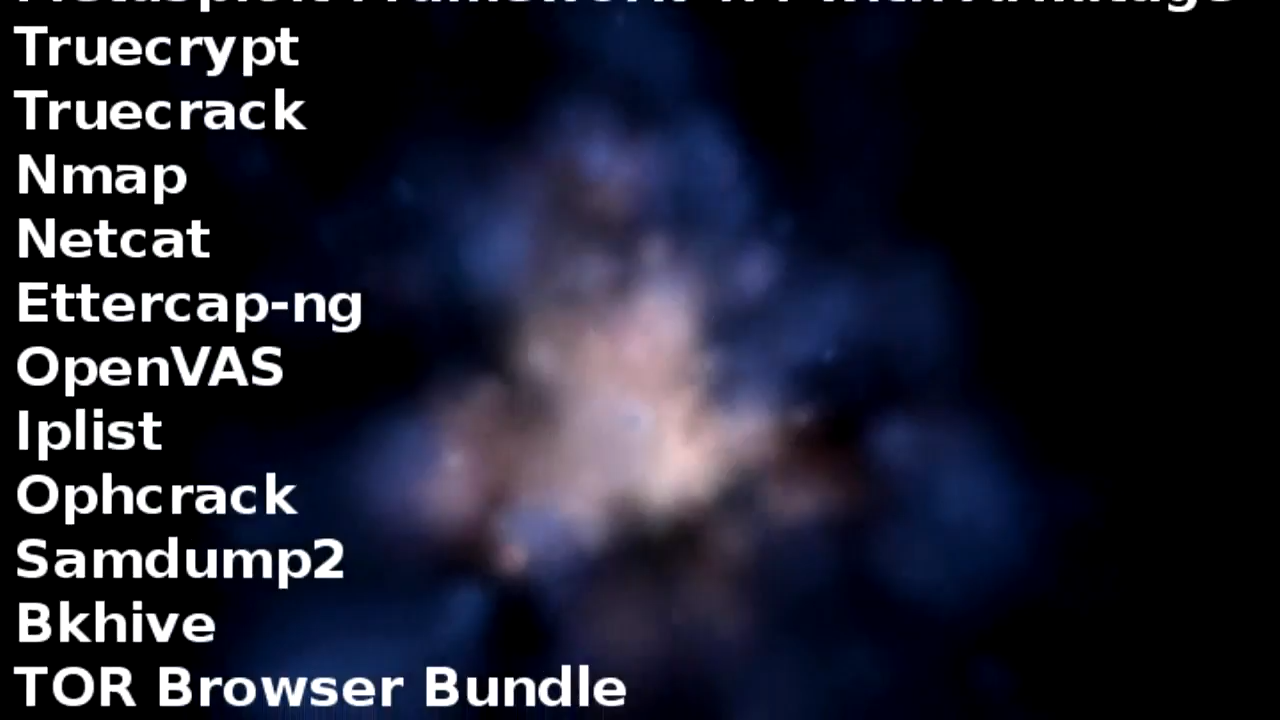 Truecrypt
Truecrack
Nmap
Netcat
Ettercap-ng
OpenVAS
Iplist
Ophcrack
Samdump2
Bkhive
TOR Browser Bundle